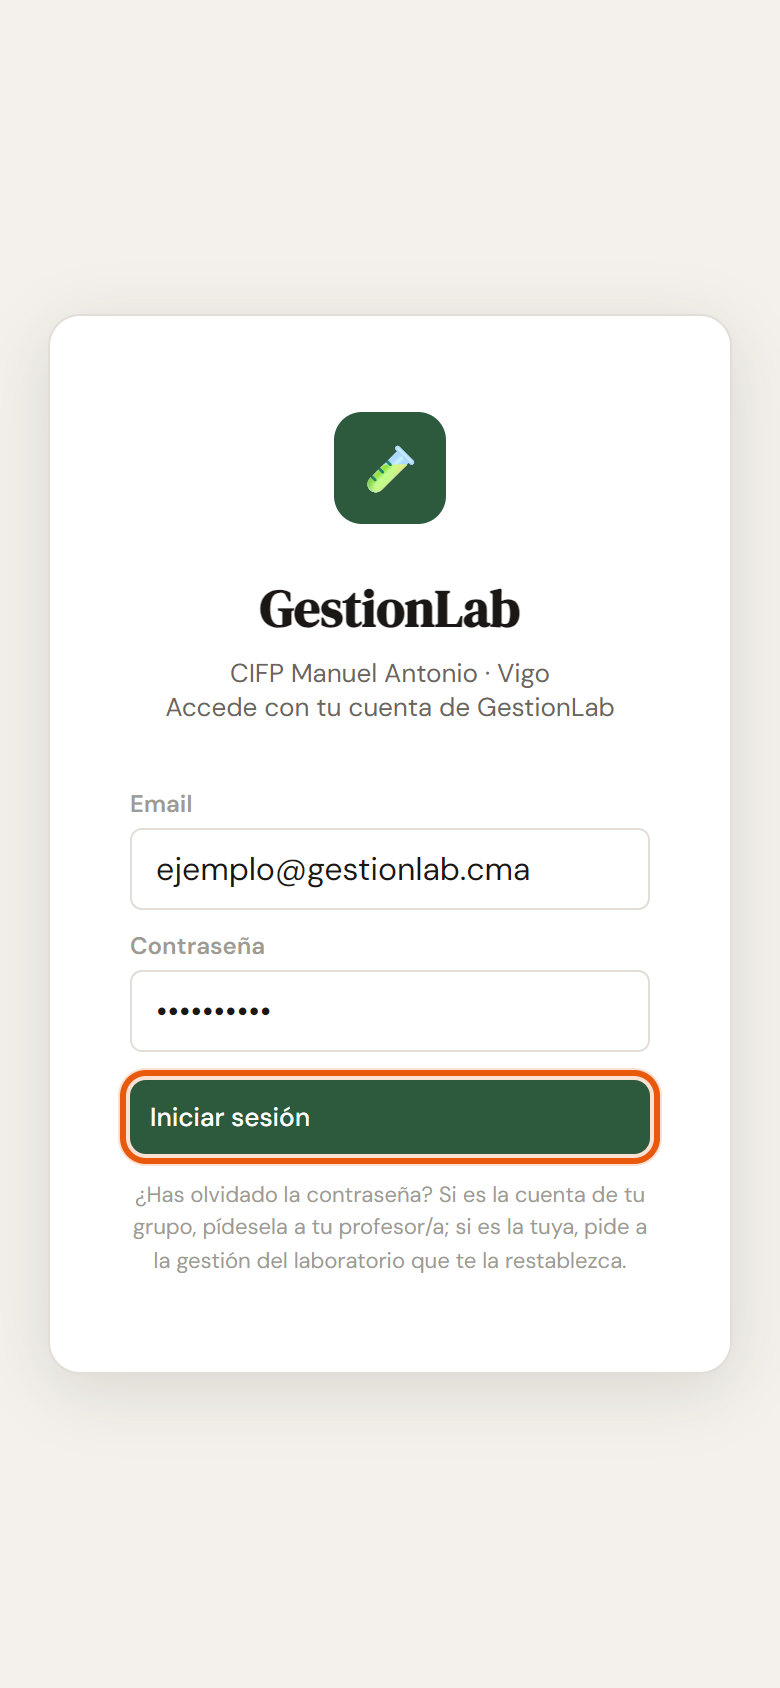 GestionLab
CIFP Manuel Antonio · Vigo
Accede con tu cuenta de GestionLab
Email
ejemplo@gestionlab.cma
Contraseña
••••••••••
Iniciar sesión
¿Has olvidado la contraseña? Si es la cuenta de tu
grupo, pídesela a tu profesor/a; si es la tuya, pide a
la gestión del laboratorio que te la restablezca.